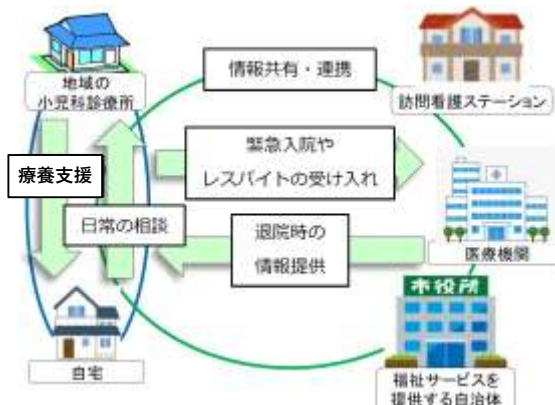 地域の
小児科診療所
情報共有・連携
訪問看護ステーション
緊急入院や
レスパイトの受け入れ
療養支援
日常の相談
退院時の
情報提供
医療機関
市役所
自宅
福祉サービスを
提供する自治体